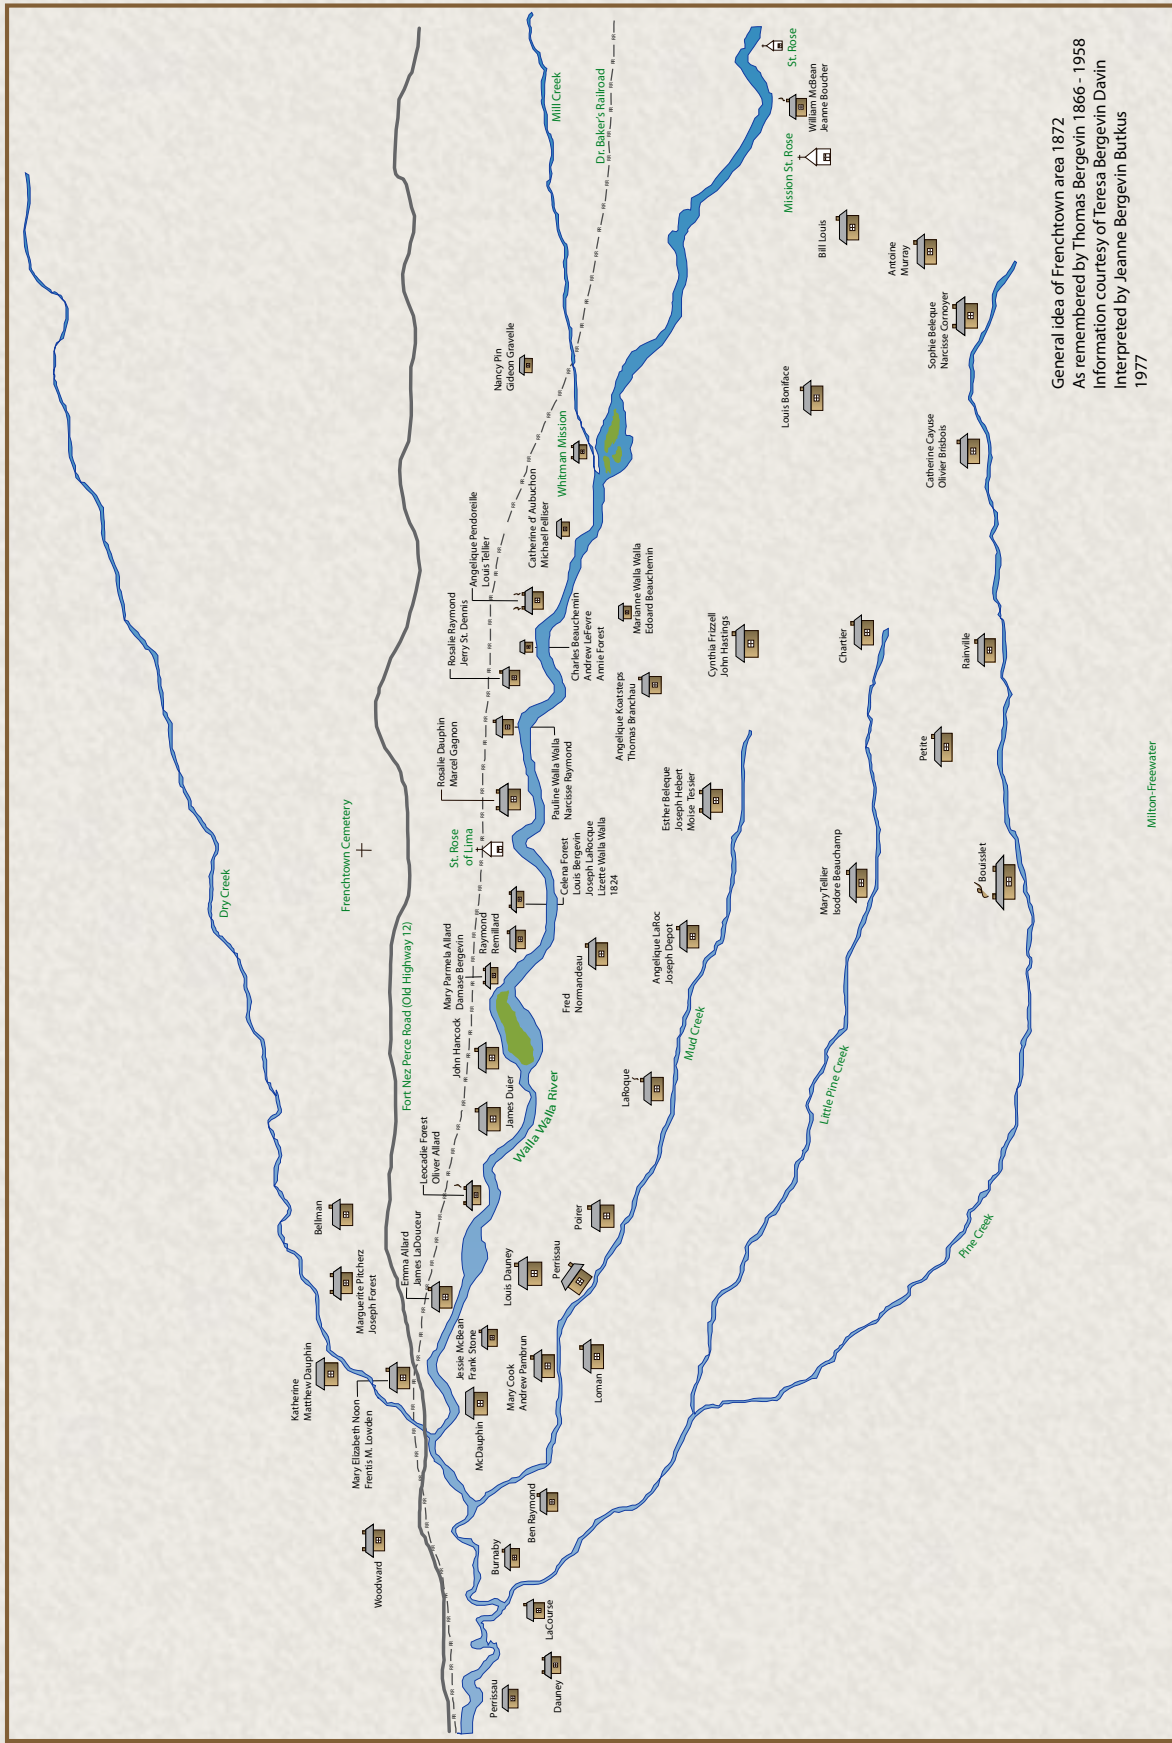 General idea of Frenchtown area 1872
As remembered by Thomas Bergevin 1866 - 1958
Information courtesy of Teresa Bergevin Davin
Interpreted by Jeanne Bergevin Butkus
1977
Dry Creek
Frenchtown Cemetery
Fort Nez Perce Road (Old Highway 12)
Mill Creek
Dr. Baker's Railroad
St. Rose
William McBean
Jeanne Boucher
Mission St. Rose
Bill Louis
Antoine
Murray
Sophie Beleque
Narcisse Cornoyer
Nancy Pin
Gideon Gravelle
Louis Boniface
Catherine Cayuse
Olivier Brisbois
Whitman Mission
Catherine d' Aubuchon
Michael Pelliser
Angelique Pendoreille
Louis Tellier
Rosalie Raymond
Jerry St. Dennis
Charles Beauchemin
Andrew LeFevre
Annie Forest
Marianne Walla Walla
Edoard Beauchemin
Cynthia Frizzell
John Hastings
Chartier
Rainville
Angelique Koatsteps
Thomas Branchau
Rosalie Dauphin
Marcel Gagnon
Pauline Walla Walla
Narcisse Raymond
Petite
Esther Beleque
Joseph Hebert
Moise Tessier
St. Rose
of Lima
Celena Forest
Louis Bergevin
Joseph LaRocque
Lizette Walla Walla
1824
Mary Tellier
Isodore Beauchamp
Bouisslet
Milton-Freewater
Raymond
Remillard
Mary Parmela Allard
Damase Bergevin
Fred
Normandeau
Angelique LaRoc
Joseph Depot
John Hancock
James Duier
Walla Walla River
LaRoque
Mud Creek
Little Pine Creek
Pine Creek
Leocadie Forest
Oliver Allard
Bellman
Marguerite Pitcherz
Joseph Forest
Emma Allard
James LaDouceur
Poirer
Perrissau
Louis Dauney
Jessie McBean
Frank Stone
Mary Cook
Andrew Pambrun
Loman
Katherine
Matthew Dauphin
Mary Elizabeth Noon
Frentis M. Lowden
McDauphin
Ben Raymond
Burnaby
Woodward
LaCourse
Dauney
Perrissau